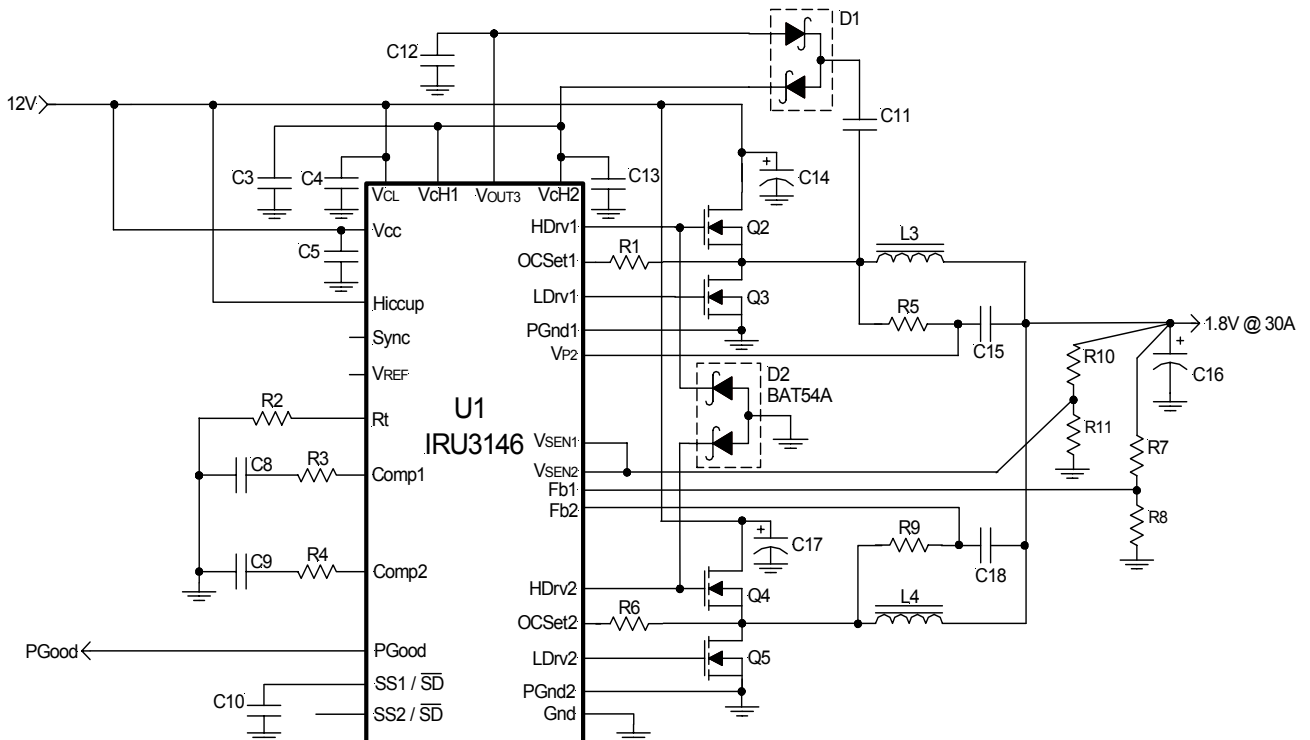 D1
C12
12V
C11
C3
C4
C13
C14
VCL
VcH1
VOUT3
VcH2
Vcc
HDrv1
Q2
L3
C5
OCSet1
R1
Hiccup
LDrv1
Q3
R5
PGnd1
1.8V @ 30A
Sync
VP2
C15
R10
C16
VREF
D2
BAT54A
R2
Rt
U1
IRU3146
R11
VSEN1
R7
C8
R3
Comp1
VSEN2
Fb1
Fb2
R8
R9
C17
C9
R4
Comp2
C18
HDrv2
Q4
L4
R6
OCSet2
PGood
PGood
LDrv2
Q5
SS1 / SD
PGnd2
C10
SS2 / SD
Gnd